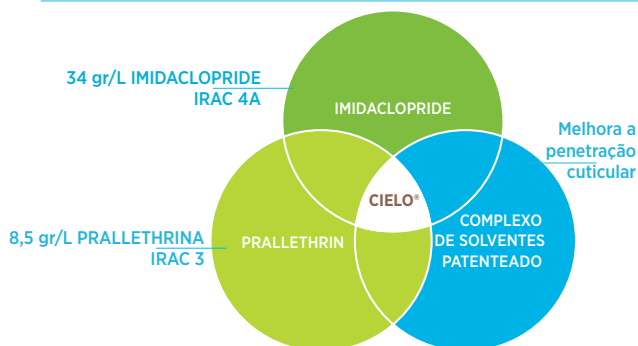 34 gr/L IMIDACLOPRIDE
IRAC 4A
IMIDACLOPRIDE
Melhora a
penetração
cuticular
CIELO®
8,5 gr/L PRALLETHRINA
IRAC 3
PRALLETHRIN
COMPLEXO
DE SOLVENTES
PATENTEADO